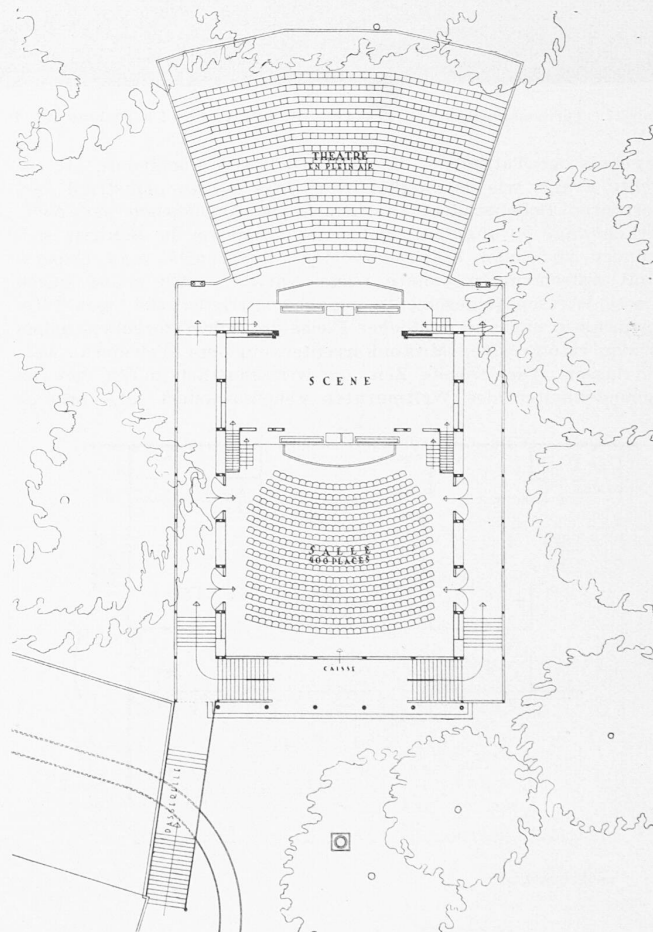 THEATRE
EN PLEIN AIR
SCENE
SALLE
600 PLACES
CAISSE
PASSERELLE